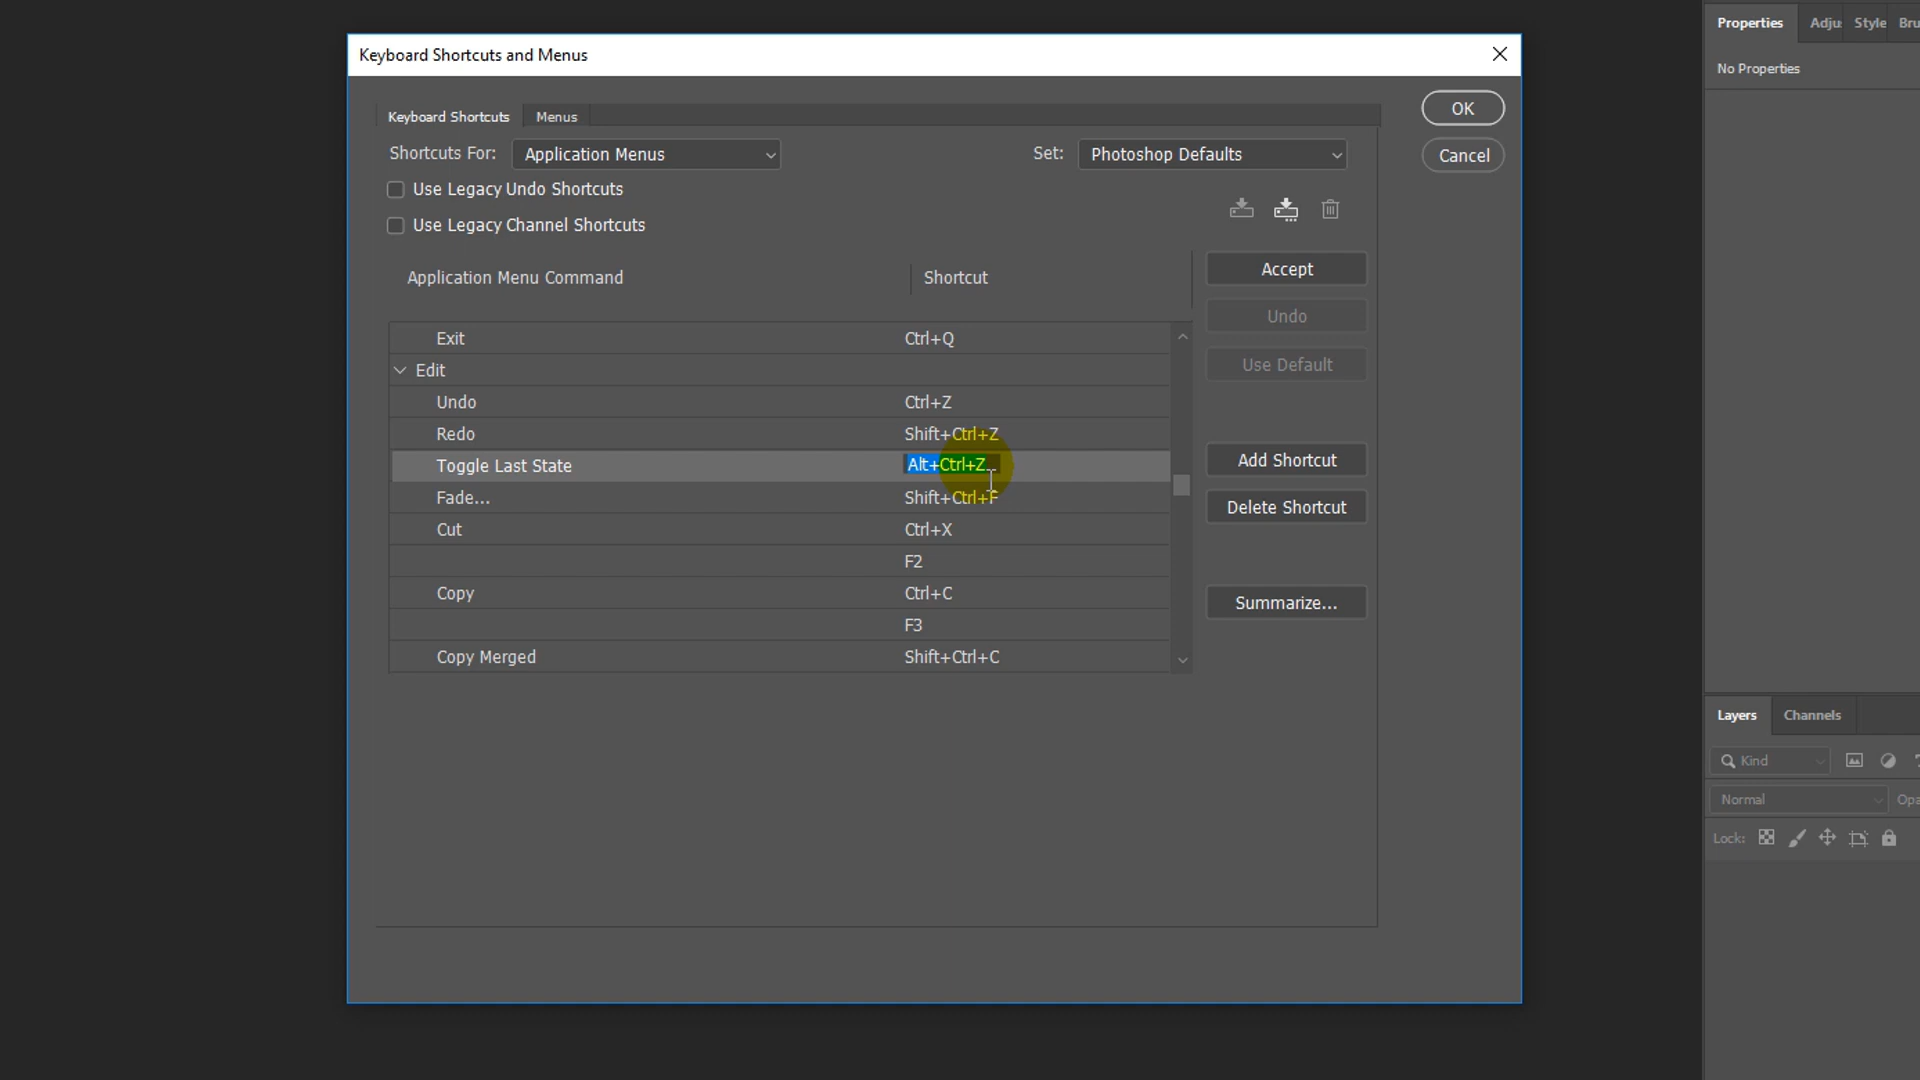 Keyboard Shortcuts and Menus
Keyboard Shortcuts Menus
Shortcuts For: Application Menus
Set: Photoshop Defaults
Use Legacy Undo Shortcuts
Use Legacy Channel Shortcuts
Application Menu Command Shortcut
Exit Ctrl+Q
Edit
Undo Ctrl+Z
Redo Shift+Ctrl+Z
Toggle Last State Alt+Ctrl+Z
Fade... Shift+Ctrl+F
Cut Ctrl+X
F2
Copy Ctrl+C
F3
Copy Merged Shift+Ctrl+C
OK
Cancel
Accept
Undo
Use Default
Add Shortcut
Delete Shortcut
Summarize...
Properties Adju Style Bru
No Properties
Layers Channels
Kind
Normal Opa
Lock: